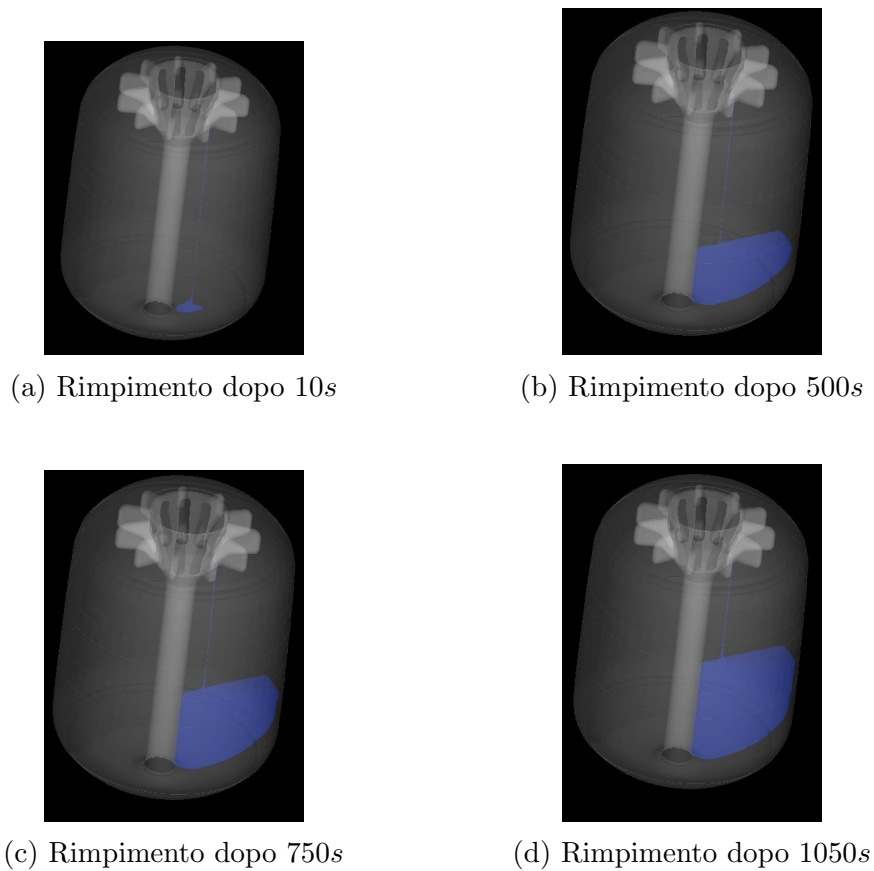 (a) Rimpimento dopo 10s
(b) Rimpimento dopo 500s
(c) Rimpimento dopo 750s
(d) Rimpimento dopo 1050s